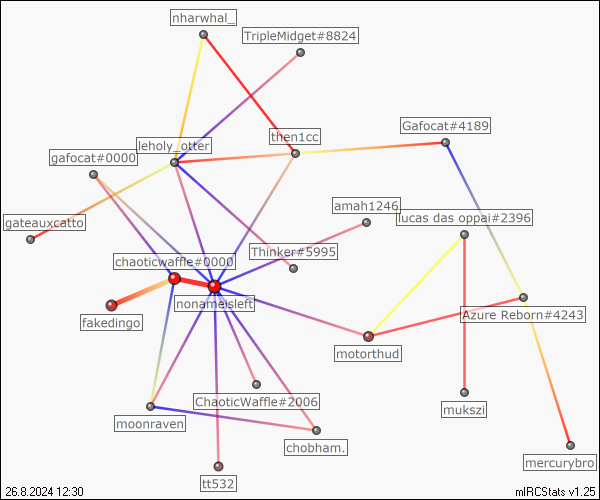 nharwhal_
TripleMidget#8824
Gafocat#4189
then1cc
leholy_otter
gafocat#0000
amah1246
lucas das oppai#2396
gateauxcatto
Thinker#5995
chaoticwaffle#0000
nonameisleft
Azure Reborn#4243
fakedingo
motorthud
ChaoticWaffle#2006
mukszi
moonraven
chobham.
mercurybro
tt532
26.8.2024 12:30
mIRCStats v1.25